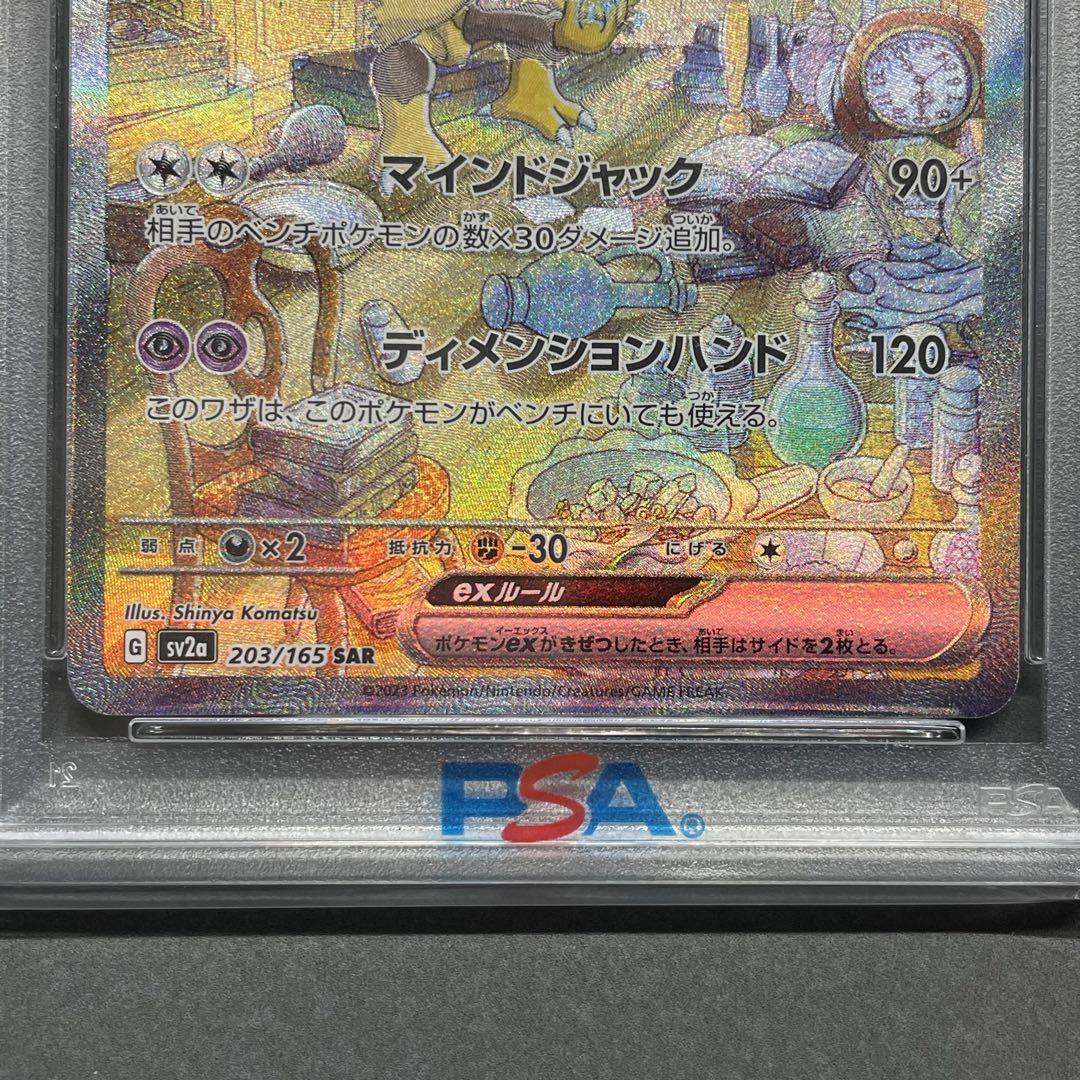 マインドジャック 90+
相手のベンチポケモンの数×30ダメージ追加。
ディメンションハンド 120
このワザは、このポケモンがベンチにいても使える。
弱点 ×2 抵抗力 -30 にげる
exルール
ポケモンexがきぜつしたとき、相手はサイドを2枚とる。
Illus. Shinya Komatsu
G sv2a 203/165 SAR
©2023 Pokémon/Nintendo/Creatures/GAME FREAK.
PSA®